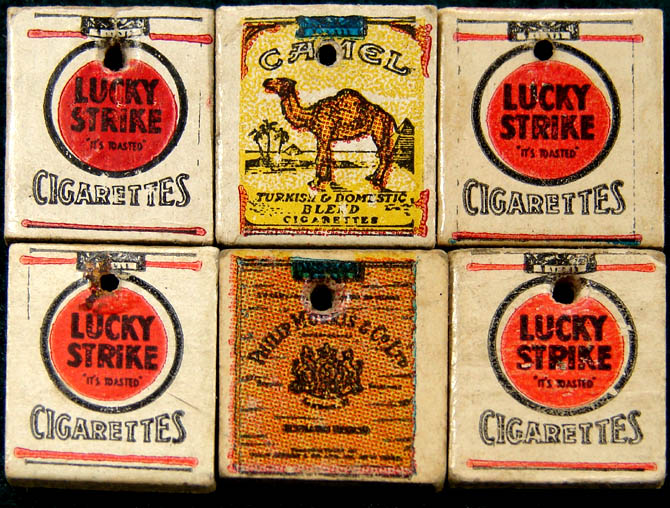 LUCKY
STRIKE
"IT'S TOASTED"
CIGARETTES
CAMEL
TURKISH & DOMESTIC
BLEND
CIGARETTES
LUCKY
STRIKE
"IT'S TOASTED"
CIGARETTES
LUCKY
STRIKE
"IT'S TOASTED"
CIGARETTES
PHILIP MORRIS & CO. LTD
LUCKY
STRIKE
"IT'S TOASTED"
CIGARETTES